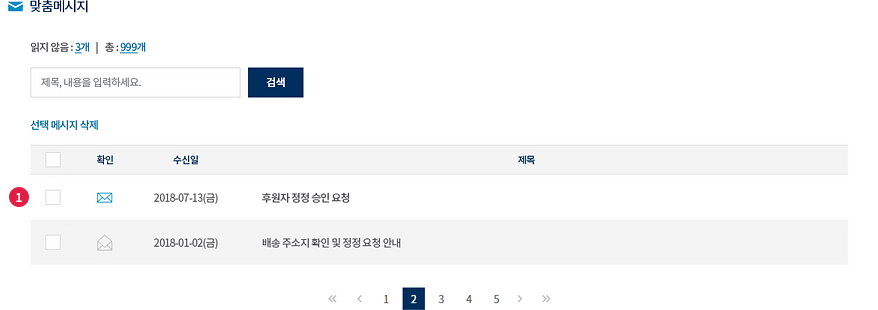 맞춤메시지
읽지 않음 : 3개 | 총 : 999개
제목, 내용을 입력하세요. 검색
선택 메시지 삭제
확인 수신일 제목
1 2018-07-13(금) 후원자 정정 승인 요청
2018-01-02(금) 배송 주소지 확인 및 정정 요청 안내
« ‹ 1 2 3 4 5 › »